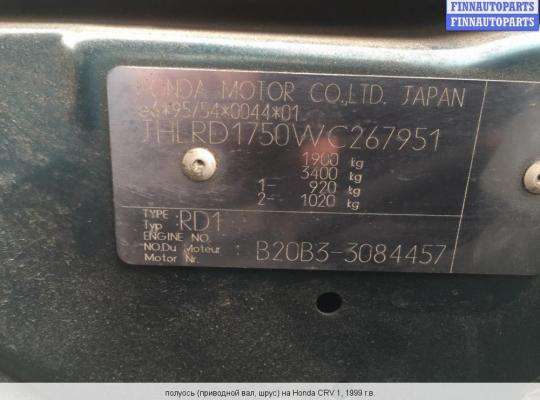 FINNAUTOPARTS
FINNAUTOPARTS
HONDA MOTOR CO.,LTD. JAPAN
e6*95/54*0044*01
JHLRD1750WC267951
1900 kg
3400 kg
1- 920 kg
2- 1020 kg
TYPE
Typ : RD1
ENGINE NO.
NO.Du Moteur : B20B3-3084457
Motor Nr
полуось (приводной вал, шрус) на Honda CRV 1, 1999 г.в.